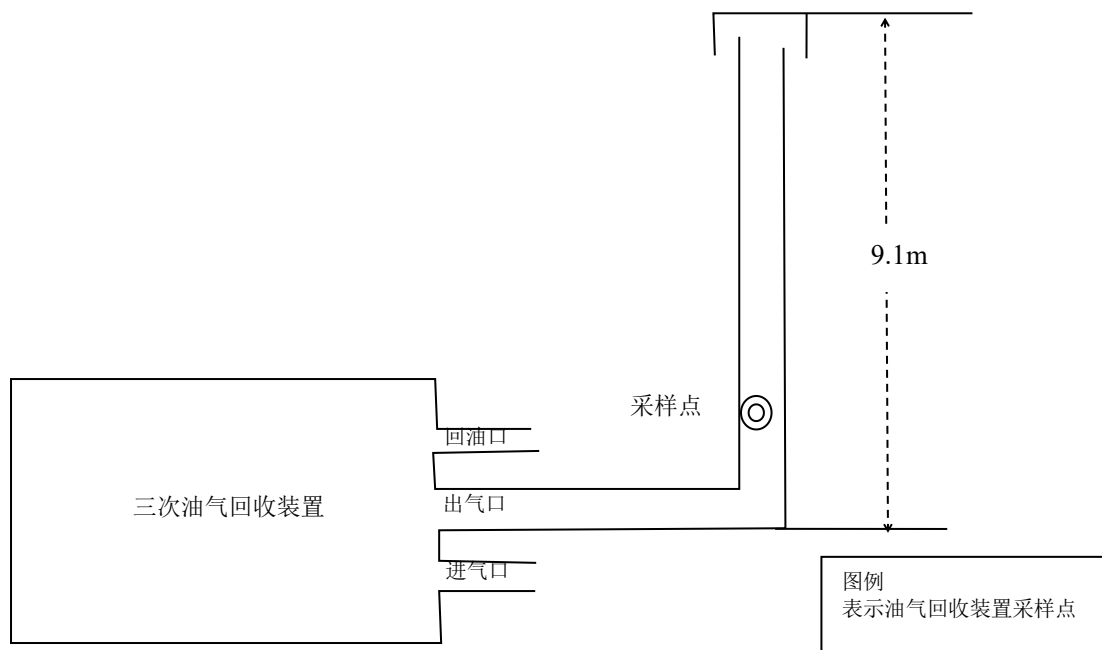 9.1m
采样点
回油口
三次油气回收装置
出气口
进气口
图例
表示油气回收装置采样点